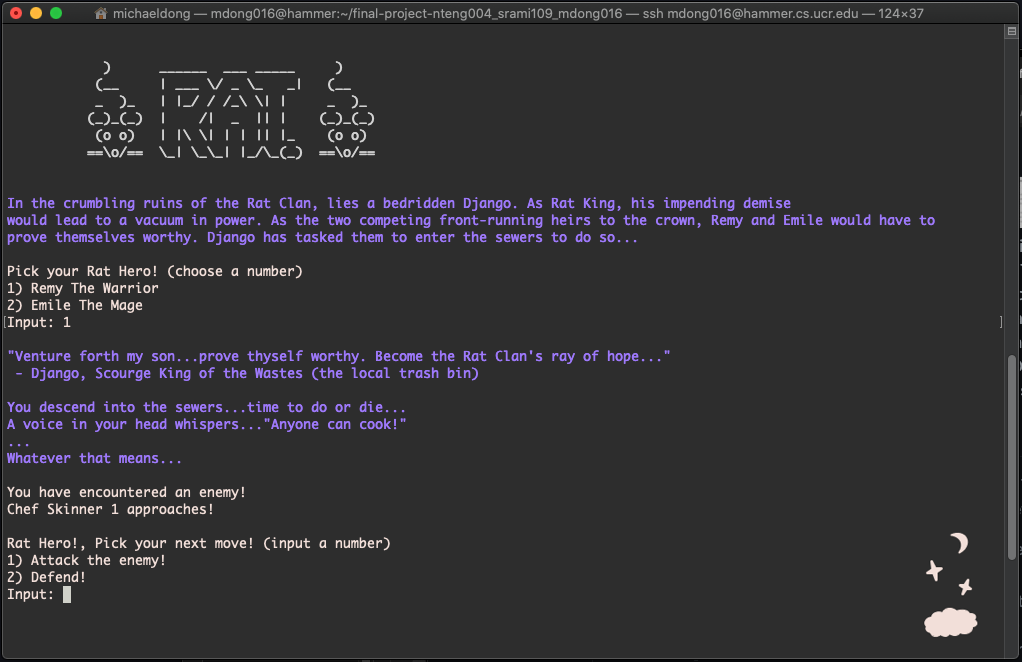 michaeldong — mdong016@hammer:~/final-project-nteng004_srami109_mdong016 — ssh mdong016@hammer.cs.ucr.edu — 124×37
RAT.
In the crumbling ruins of the Rat Clan, lies a bedridden Django. As Rat King, his impending demise
would lead to a vacuum in power. As the two competing front-running heirs to the crown, Remy and Emile would have to
prove themselves worthy. Django has tasked them to enter the sewers to do so...
Pick your Rat Hero! (choose a number)
1) Remy The Warrior
2) Emile The Mage
Input: 1
"Venture forth my son...prove thyself worthy. Become the Rat Clan's ray of hope..."
- Django, Scourge King of the Wastes (the local trash bin)
You descend into the sewers...time to do or die...
A voice in your head whispers..."Anyone can cook!"
...
Whatever that means...
You have encountered an enemy!
Chef Skinner 1 approaches!
Rat Hero!, Pick your next move! (input a number)
1) Attack the enemy!
2) Defend!
Input: